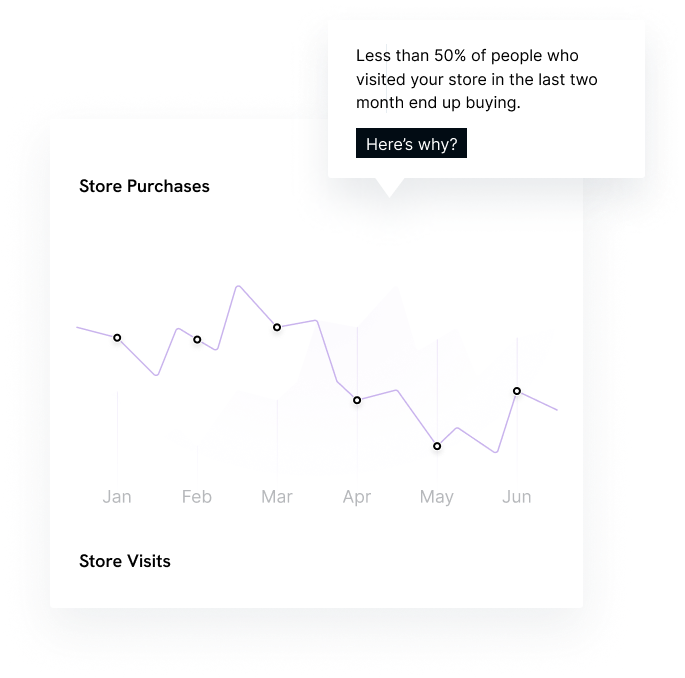 Less than 50% of people who
visited your store in the last two
month end up buying.
Here’s why?
Store Purchases
Jan Feb Mar Apr May Jun
Store Visits